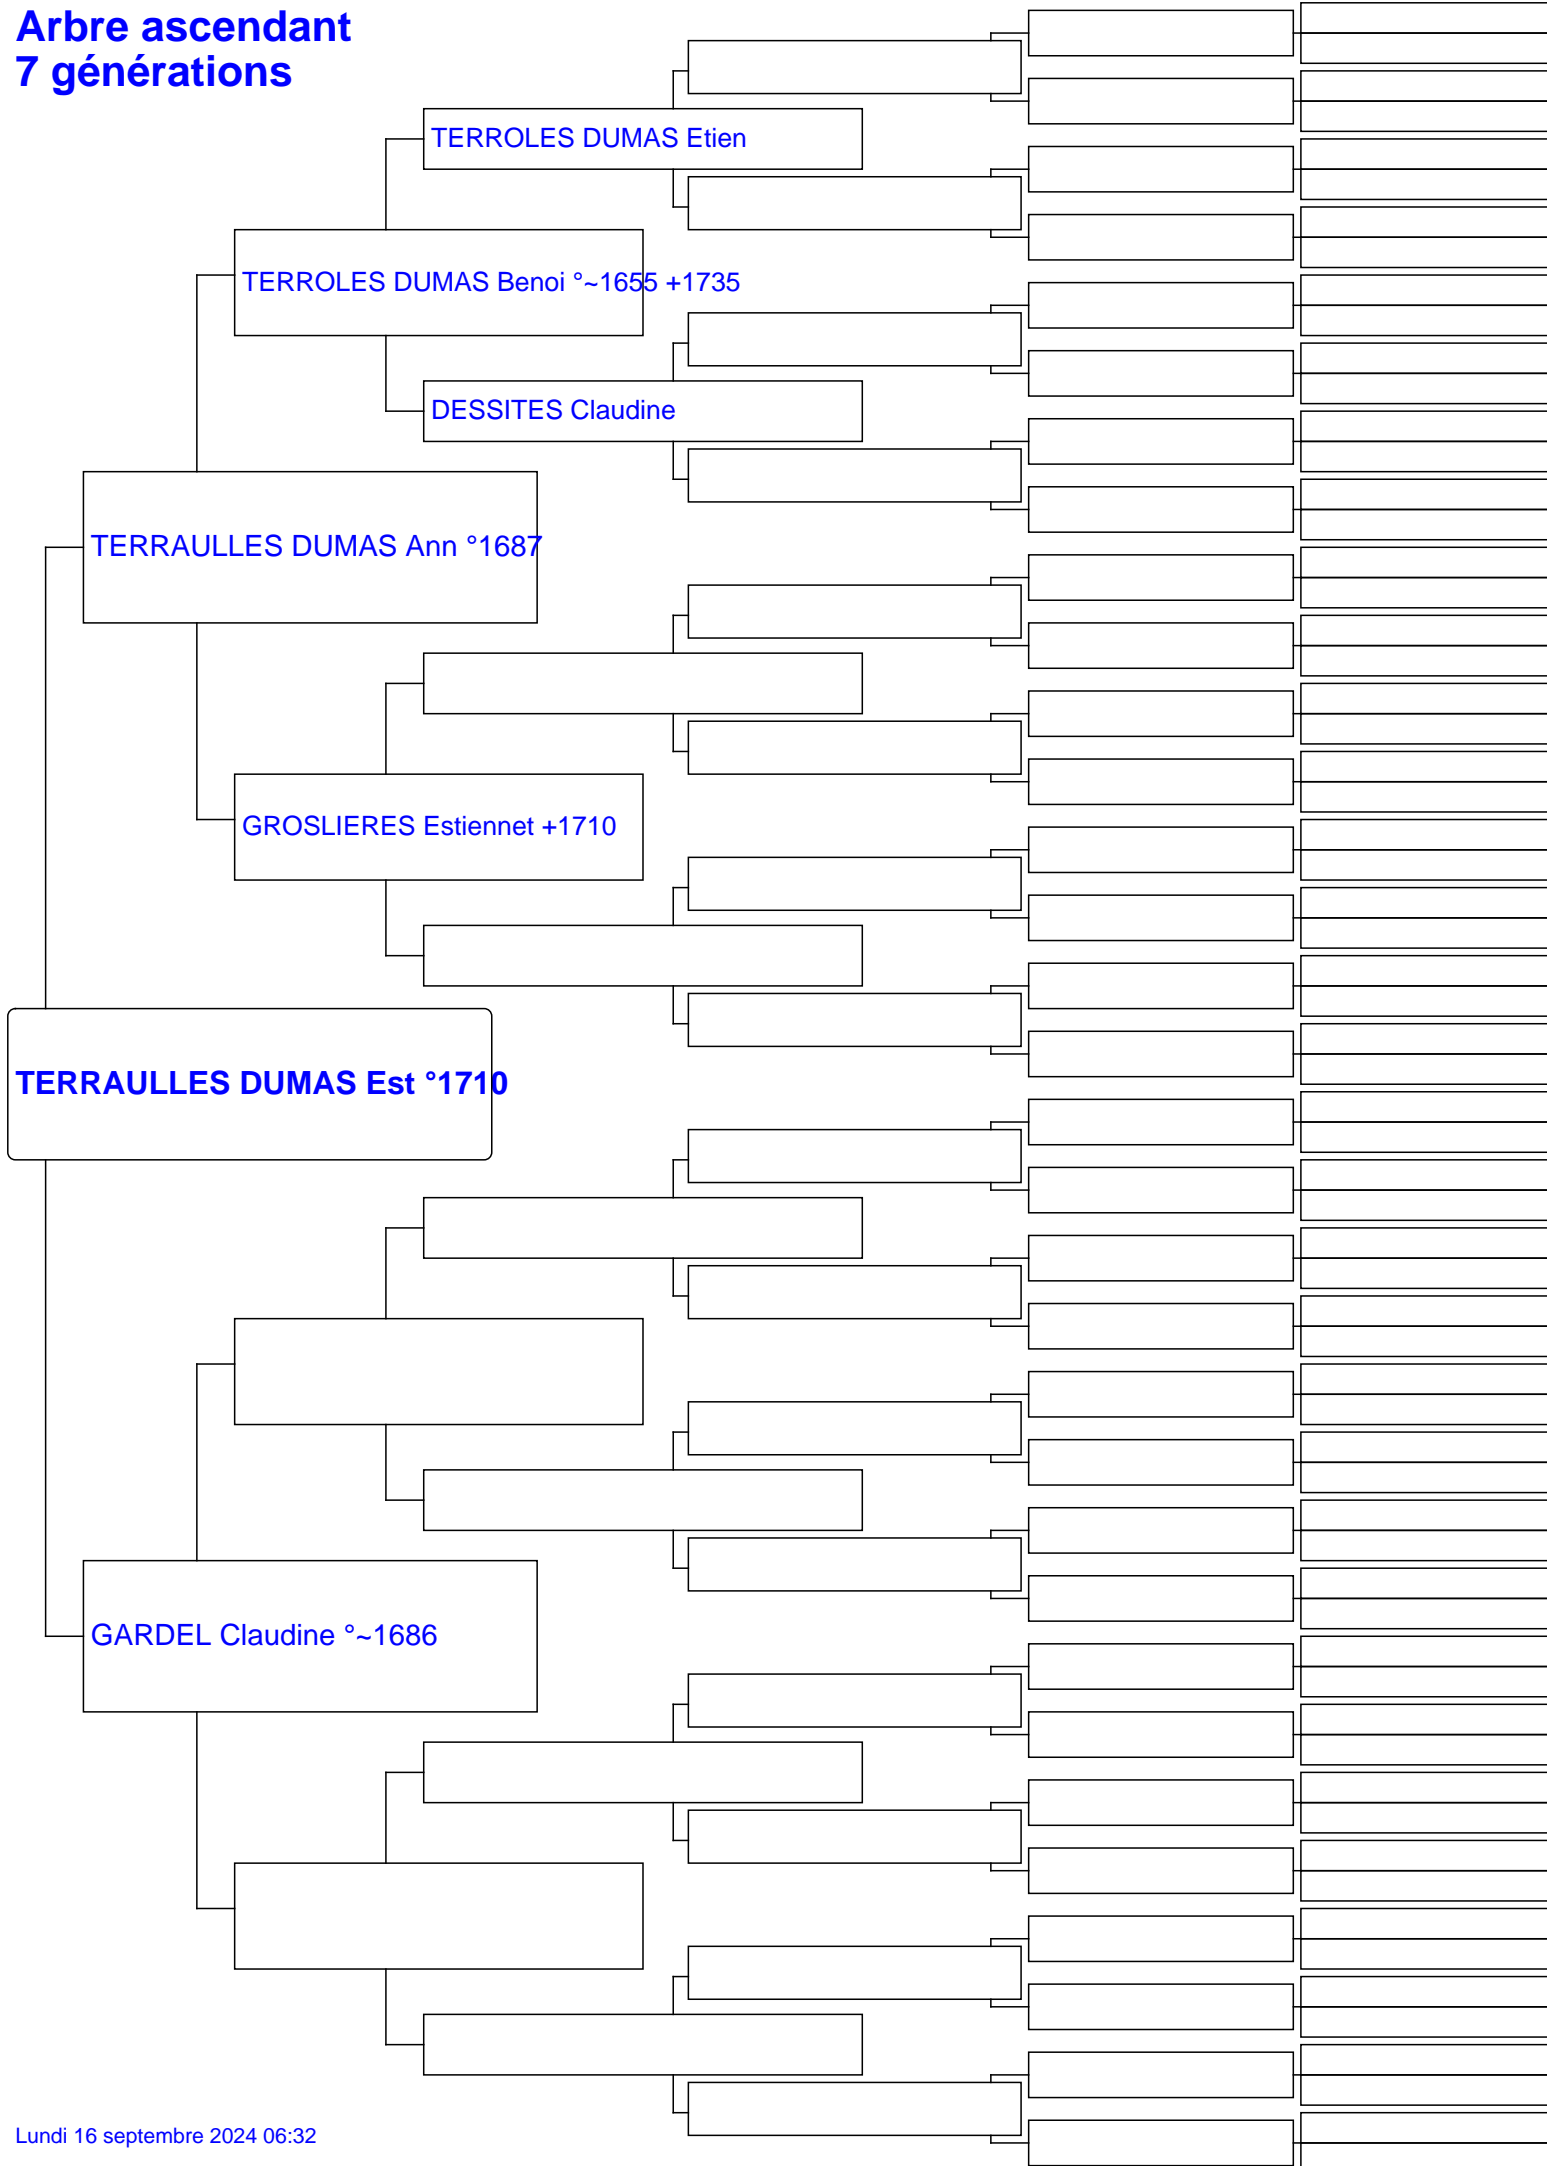 Arbre ascendant
7 générations
TERROLES DUMAS Etien
TERROLES DUMAS Benoi °~1655 +1735
DESSITES Claudine
TERRAULLES DUMAS Ann °1687
GROSLIERES Estiennet +1710
TERRAULLES DUMAS Est °1710
GARDEL Claudine °~1686
Lundi 16 septembre 2024 06:32